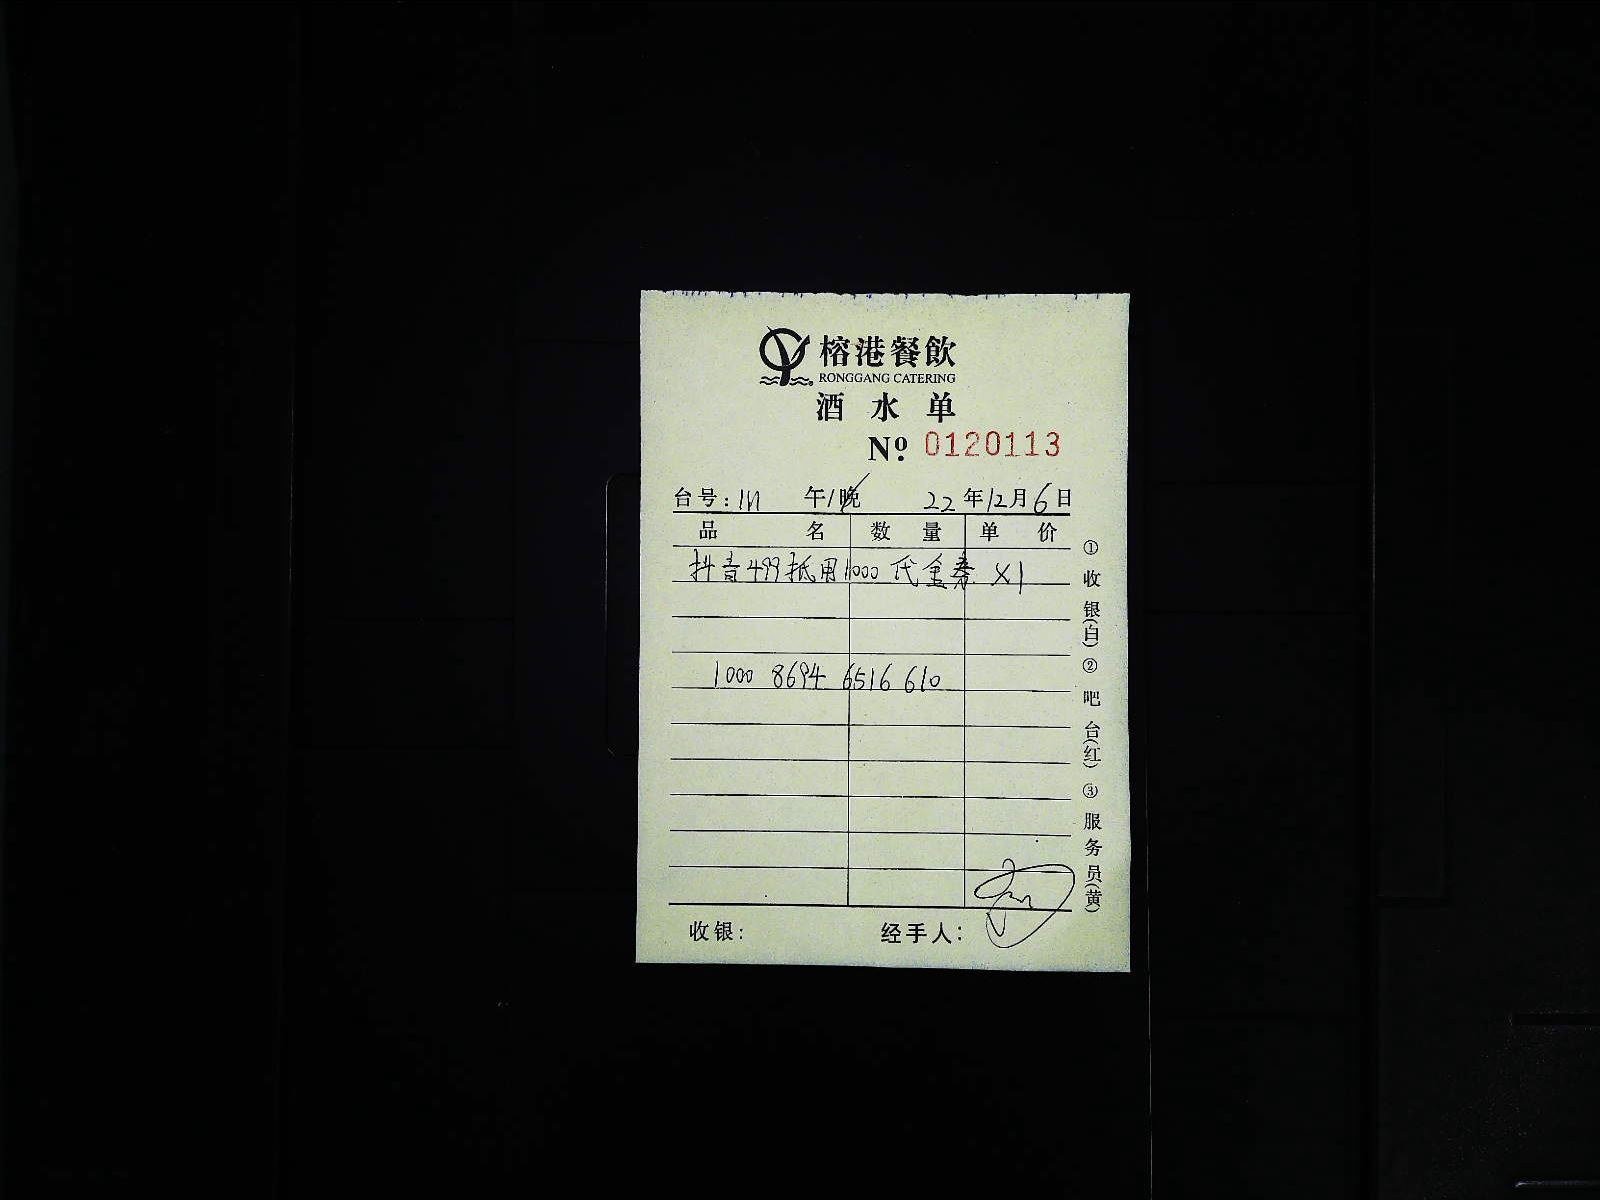 榕港餐飲
RONGGANG CATERING
酒水单
Nº 0120113
台号: 111 午/晚 22年12月6日
品名 数量 单价
抖音499抵用1000代金券 X1
1000 8694 6516 610
收银: 经手人:
①收银(白) ②吧台(红) ③服务员(黄)